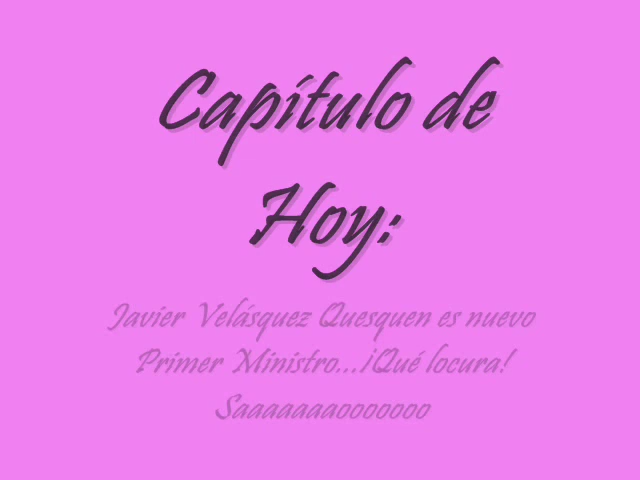 Capítulo de
Hoy:
Javier Velásquez Quesquen es nuevo
Primer Ministro...¡Qué locura!
Saaaaaaaooooooo